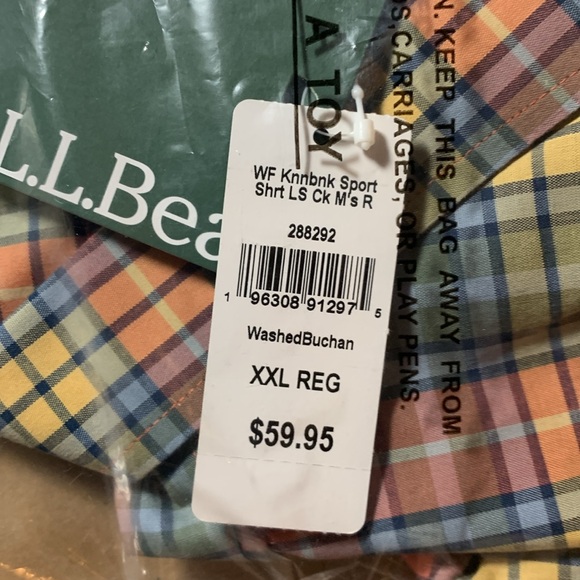 L.L.Bea
WF Knnbnk Sport
Shrt LS Ck M's R
288292
1 96308 91297 5
WashedBuchan
XXL REG
$59.95
A TOY
N. KEEP THIS BAG AWAY FROM
S, CARRIAGES, OR PLAY PENS.